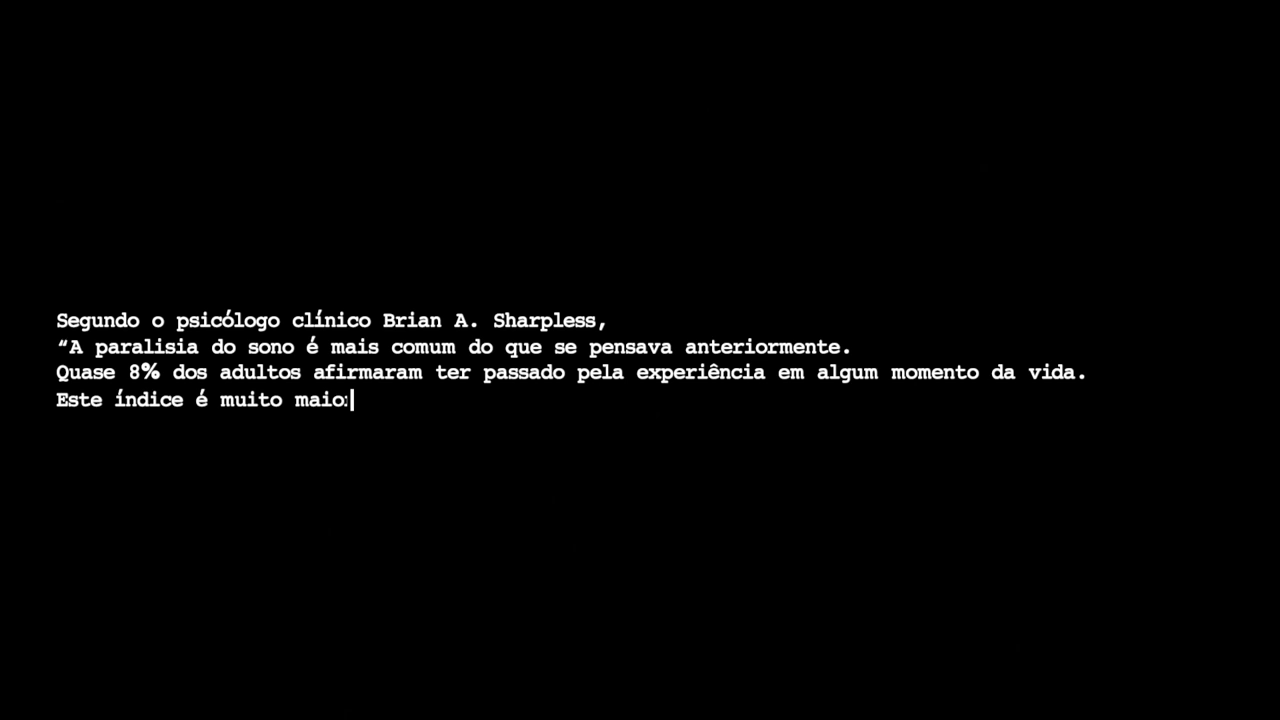 Segundo o psicólogo clínico Brian A. Sharpless,
“A paralisia do sono é mais comum do que se pensava anteriormente.
Quase 8% dos adultos afirmaram ter passado pela experiência em algum momento da vida.
Este índice é muito maio